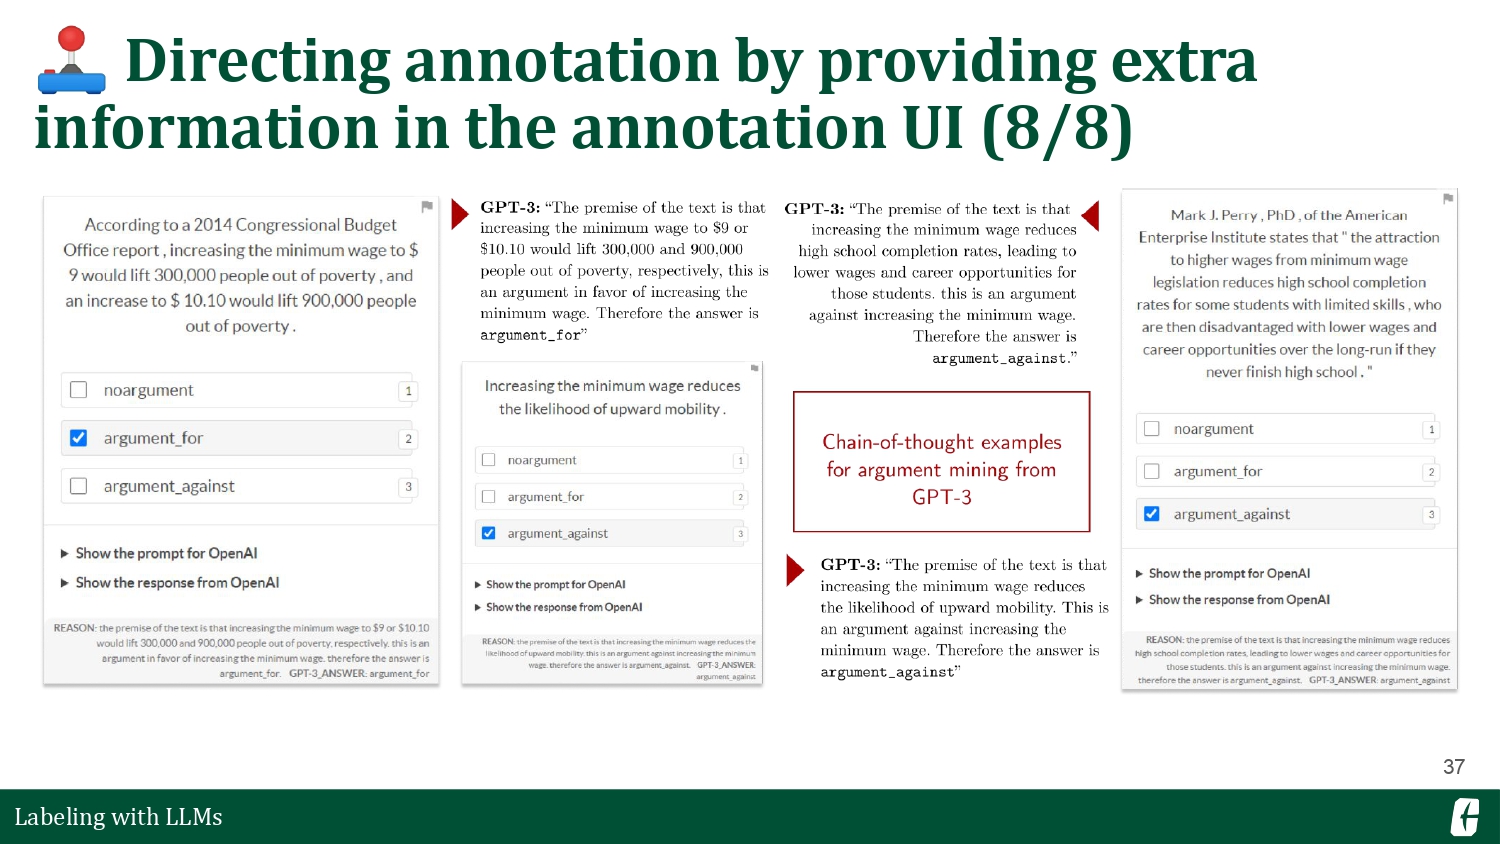 Directing annotation by providing extra
information in the annotation UI (8/8)
According to a 2014 Congressional Budget
Office report , increasing the minimum wage to $
9 would lift 300,000 people out of poverty , and
an increase to $ 10.10 would lift 900,000 people
out of poverty .
noargument 1
argument_for 2
argument_against 3
Show the prompt for OpenAI
Show the response from OpenAI
REASON: the premise of the text is that increasing the minimum wage to $9 or $10.10
would lift 300,000 and 900,000 people out of poverty, respectively. this is an
argument in favor of increasing the minimum wage. therefore the answer is
argument_for. GPT-3_ANSWER: argument_for
GPT-3: “The premise of the text is that
increasing the minimum wage to $9 or
$10.10 would lift 300,000 and 900,000
people out of poverty, respectively, this is
an argument in favor of increasing the
minimum wage. Therefore the answer is
argument_for”
Increasing the minimum wage reduces
the likelihood of upward mobility .
noargument 1
argument_for 2
argument_against 3
Show the prompt for OpenAI
Show the response from OpenAI
REASON: the premise of the text is that increasing the minimum wage reduces the
likelihood of upward mobility. this is an argument against increasing the minimum
wage. therefore the answer is argument_against. GPT-3_ANSWER:
argument_against
GPT-3: “The premise of the text is that
increasing the minimum wage reduces
high school completion rates, leading to
lower wages and career opportunities for
those students. this is an argument
against increasing the minimum wage.
Therefore the answer is
argument_against.”
Chain-of-thought examples
for argument mining from
GPT-3
GPT-3: “The premise of the text is that
increasing the minimum wage reduces
the likelihood of upward mobility. This is
an argument against increasing the
minimum wage. Therefore the answer is
argument_against”
Mark J. Perry , PhD , of the American
Enterprise Institute states that " the attraction
to higher wages from minimum wage
legislation reduces high school completion
rates for some students with limited skills , who
are then disadvantaged with lower wages and
career opportunities over the long-run if they
never finish high school . "
noargument 1
argument_for 2
argument_against 3
Show the prompt for OpenAI
Show the response from OpenAI
REASON: the premise of the text is that increasing the minimum wage reduces
high school completion rates, leading to lower wages and career opportunities for
those students. this is an argument against increasing the minimum wage.
therefore the answer is argument_against. GPT-3_ANSWER: argument_against
37
Labeling with LLMs